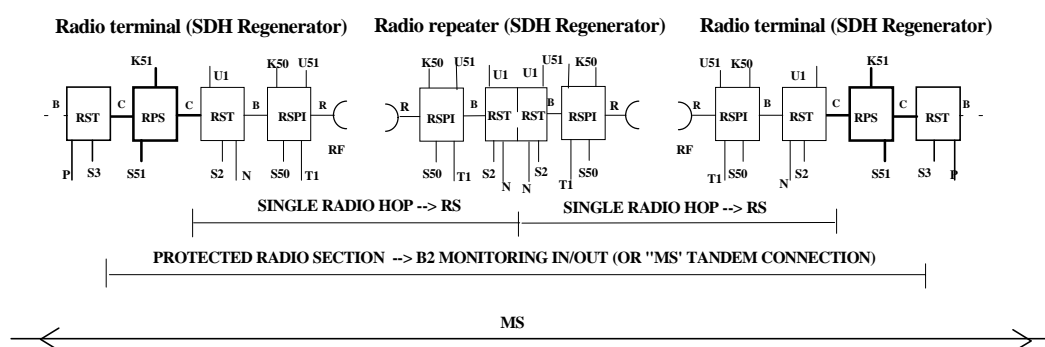 Radio terminal (SDH Regenerator) Radio repeater (SDH Regenerator) Radio terminal (SDH Regenerator)
K51 K50 U51 K50 U51 U51 K50 U51 K50 K51
U1 U1 U1 U1
B C C B R R B B R R B C C B
RST RPS RST RSPI RSPI RST RST RSPI RSPI RST RPS RST
RF RF
P S3 S51 S2 N S50 T1 S50 T1 S2 N N S2 T1 S50 T1 S50 N S2 S51 S3 P
SINGLE RADIO HOP --> RS SINGLE RADIO HOP --> RS
PROTECTED RADIO SECTION --> B2 MONITORING IN/OUT (OR "MS' TANDEM CONNECTION)
MS